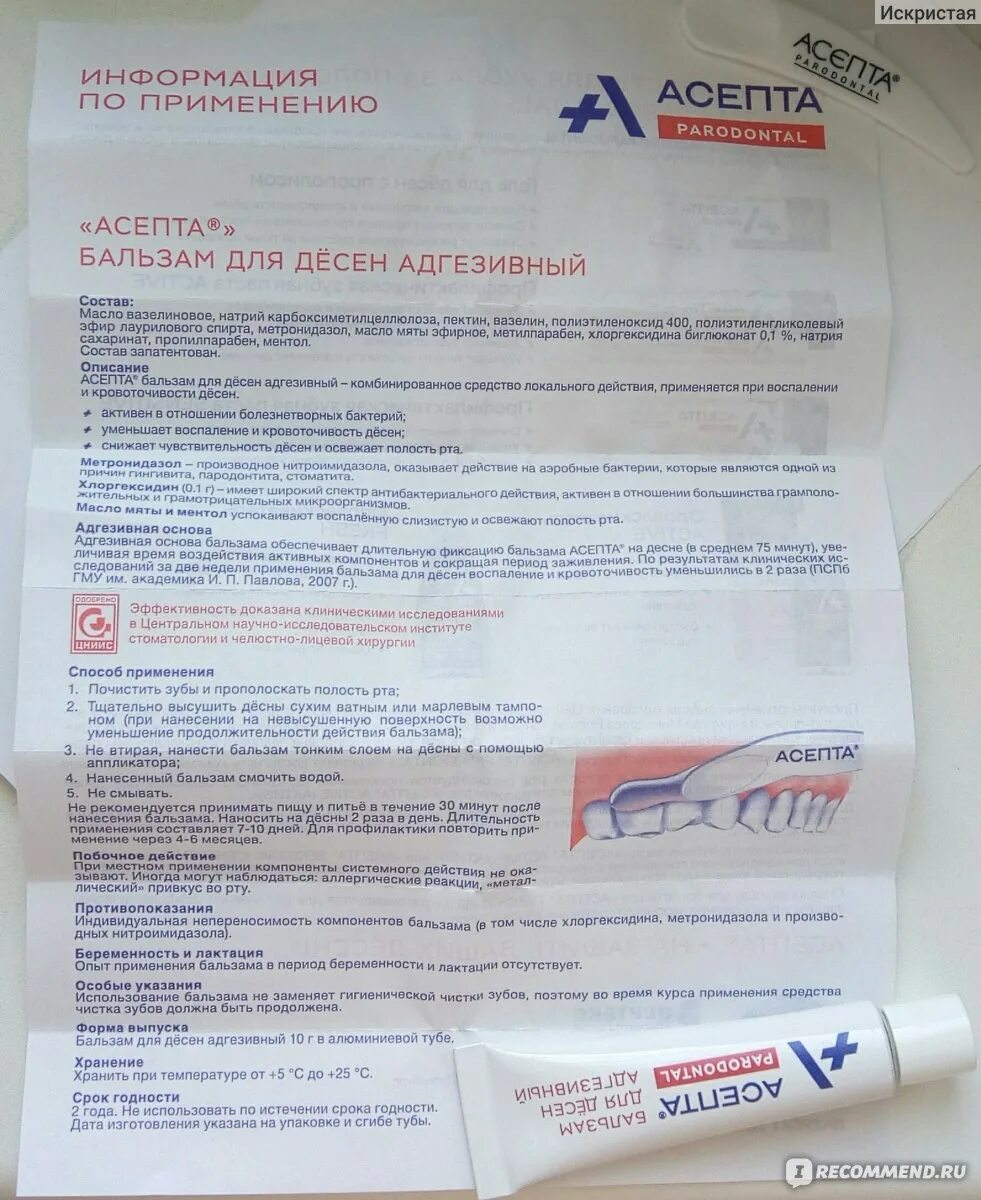 Искристая
АСЕПТА®
PARODONTAL
ИНФОРМАЦИЯ
ПО ПРИМЕНЕНИЮ
АСЕПТА
PARODONTAL
«АСЕПТА®»
БАЛЬЗАМ ДЛЯ ДЁСЕН АДГЕЗИВНЫЙ
Состав:
Масло вазелиновое, натрий карбоксиметилцеллюлоза, пектин, вазелин, полиэтиленоксид 400, полиэтиленгликолевый
эфир лаурилового спирта, метронидазол, масло мяты эфирное, метилпарабен, хлоргексидина биглюконат 0,1 %, натрия
сахаринат, пропилпарабен, ментол.
Состав запатентован.
Описание
АСЕПТА® бальзам для дёсен адгезивный – комбинированное средство локального действия, применяется при воспалении
и кровоточивости дёсен.
активен в отношении болезнетворных бактерий;
уменьшает воспаление и кровоточивость дёсен;
снижает чувствительность дёсен и освежает полость рта.
Метронидазол – производное нитроимидазола, оказывает действие на аэробные бактерии, которые являются одной из
причин гингивита, пародонтита, стоматита.
Хлоргексидин (0.1 г) – имеет широкий спектр антибактериального действия, активен в отношении большинства грамполо-
жительных и грамотрицательных микроорганизмов.
Масло мяты и ментол успокаивают воспалённую слизистую и освежают полость рта.
Адгезивная основа
Адгезивная основа бальзама обеспечивает длительную фиксацию бальзама АСЕПТА® на десне (в среднем 75 минут), уве-
личивая время воздействия активных компонентов и сокращая период заживления. По результатам клинических ис-
следований за две недели применения бальзама для дёсен воспаление и кровоточивость уменьшились в 2 раза (ПСПб
ГМУ им. академика И. П. Павлова, 2007 г.).
ОДОБРЕНО
ЦНИИС
Эффективность доказана клиническими исследованиями
в Центральном научно-исследовательском институте
стоматологии и челюстно-лицевой хирургии
Способ применения
1. Почистить зубы и прополоскать полость рта;
2. Тщательно высушить дёсны сухим ватным или марлевым тампо-
ном (при нанесении на невысушенную поверхность возможно
уменьшение продолжительности действия бальзама);
3. Не втирая, нанести бальзам тонким слоем на дёсны с помощью
аппликатора;
4. Нанесенный бальзам смочить водой.
5. Не смывать.
АСЕПТА®
Не рекомендуется принимать пищу и питьё в течение 30 минут после
нанесения бальзама. Наносить на дёсны 2 раза в день. Длительность
применения составляет 7-10 дней. Для профилактики повторить при-
менение через 4-6 месяцев.
Побочное действие
При местном применении компоненты системного действия не ока-
зывают. Иногда могут наблюдаться: аллергические реакции, «метал-
лический» привкус во рту.
Противопоказания
Индивидуальная непереносимость компонентов бальзама (в том числе хлоргексидина, метронидазола и производ-
ных нитроимидазола).
Беременность и лактация
Опыт применения бальзама в период беременности и лактации отсутствует.
Особые указания
Использование бальзама не заменяет гигиенической чистки зубов, поэтому во время курса применения средства
чистка зубов должна быть продолжена.
Форма выпуска
Бальзам для дёсен адгезивный 10 г в алюминиевой тубе.
Хранение
Хранить при температуре от +5 °С до +25 °С.
Срок годности
2 года. Не использовать по истечении срока годности.
Дата изготовления указана на упаковке и сгибе тубы.
АСЕПТА®
PARODONTAL
БАЛЬЗАМ
ДЛЯ ДЁСЕН
АДГЕЗИВНЫЙ
IRECOMMEND.RU